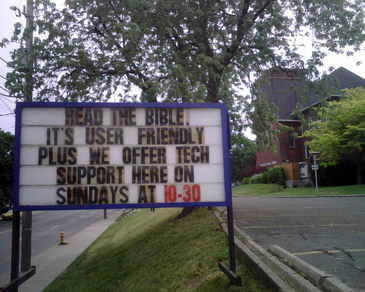 READ THE BIBLE.
IT'S USER FRIENDLY
PLUS WE OFFER TECH
SUPPORT HERE ON
SUNDAYS AT 10-30